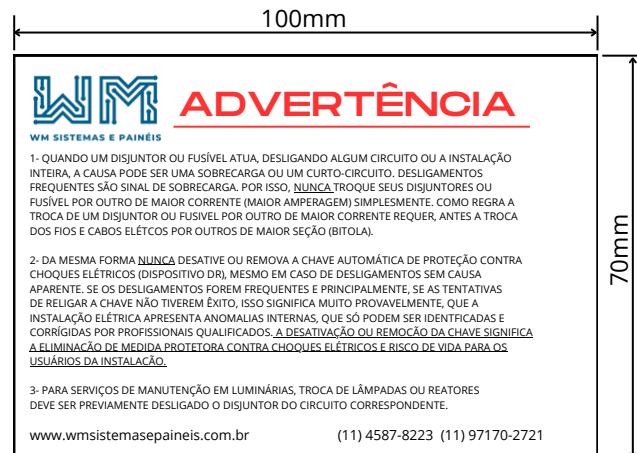 100mm
WM
ADVERTÊNCIA
WM SISTEMAS E PAINÉIS
1- QUANDO UM DISJUNTOR OU FUSÍVEL ATUA, DESLIGANDO ALGUM CIRCUITO OU A INSTALAÇÃO
INTEIRA, A CAUSA PODE SER UMA SOBRECARGA OU UM CURTO-CIRCUITO. DESLIGAMENTOS
FREQUENTES SÃO SINAL DE SOBRECARGA. POR ISSO, NUNCA TROQUE SEUS DISJUNTORES OU
FUSÍVEL POR OUTRO DE MAIOR CORRENTE (MAIOR AMPERAGEM) SIMPLESMENTE. COMO REGRA A
TROCA DE UM DISJUNTOR OU FUSIVEL POR OUTRO DE MAIOR CORRENTE REQUER, ANTES A TROCA
DOS FIOS E CABOS ELÉTCOS POR OUTROS DE MAIOR SEÇÃO (BITOLA).
2- DA MESMA FORMA NUNCA DESATIVE OU REMOVA A CHAVE AUTOMÁTICA DE PROTEÇÃO CONTRA
CHOQUES ELÉTRICOS (DISPOSITIVO DR), MESMO EM CASO DE DESLIGAMENTOS SEM CAUSA
APARENTE. SE OS DESLIGAMENTOS FOREM FREQUENTES E PRINCIPALMENTE, SE AS TENTATIVAS
DE RELIGAR A CHAVE NÃO TIVEREM ÊXITO, ISSO SIGNIFICA MUITO PROVAVELMENTE, QUE A
INSTALAÇÃO ELÉTRICA APRESENTA ANOMALIAS INTERNAS, QUE SÓ PODEM SER IDENTFICADAS E
CORRÍGIDAS POR PROFISSIONAIS QUALIFICADOS. A DESATIVAÇÃO OU REMOCÃO DA CHAVE SIGNIFICA
A ELIMINAÇÃO DE MEDIDA PROTETORA CONTRA CHOQUES ELÉTRICOS E RISCO DE VIDA PARA OS
USUÁRIOS DA INSTALACÃO.
3- PARA SERVIÇOS DE MANUTENÇÃO EM LUMINÁRIAS, TROCA DE LÂMPADAS OU REATORES
DEVE SER PREVIAMENTE DESLIGADO O DISJUNTOR DO CIRCUITO CORRESPONDENTE.
www.wmsistemasepaineis.com.br (11) 4587-8223 (11) 97170-2721
70mm